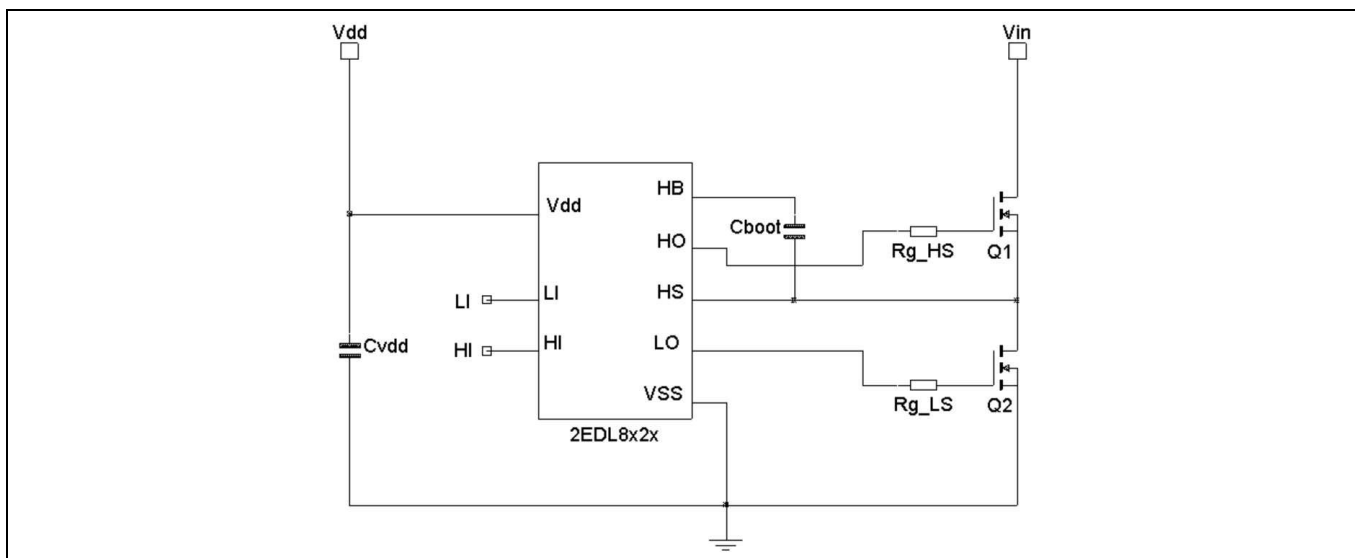 Vdd
Vin
Vdd
HB
Cboot
HO
Rg_HS
Q1
LI
LI
HS
Cvdd
HI
HI
LO
Rg_LS
Q2
VSS
2EDL8x2x